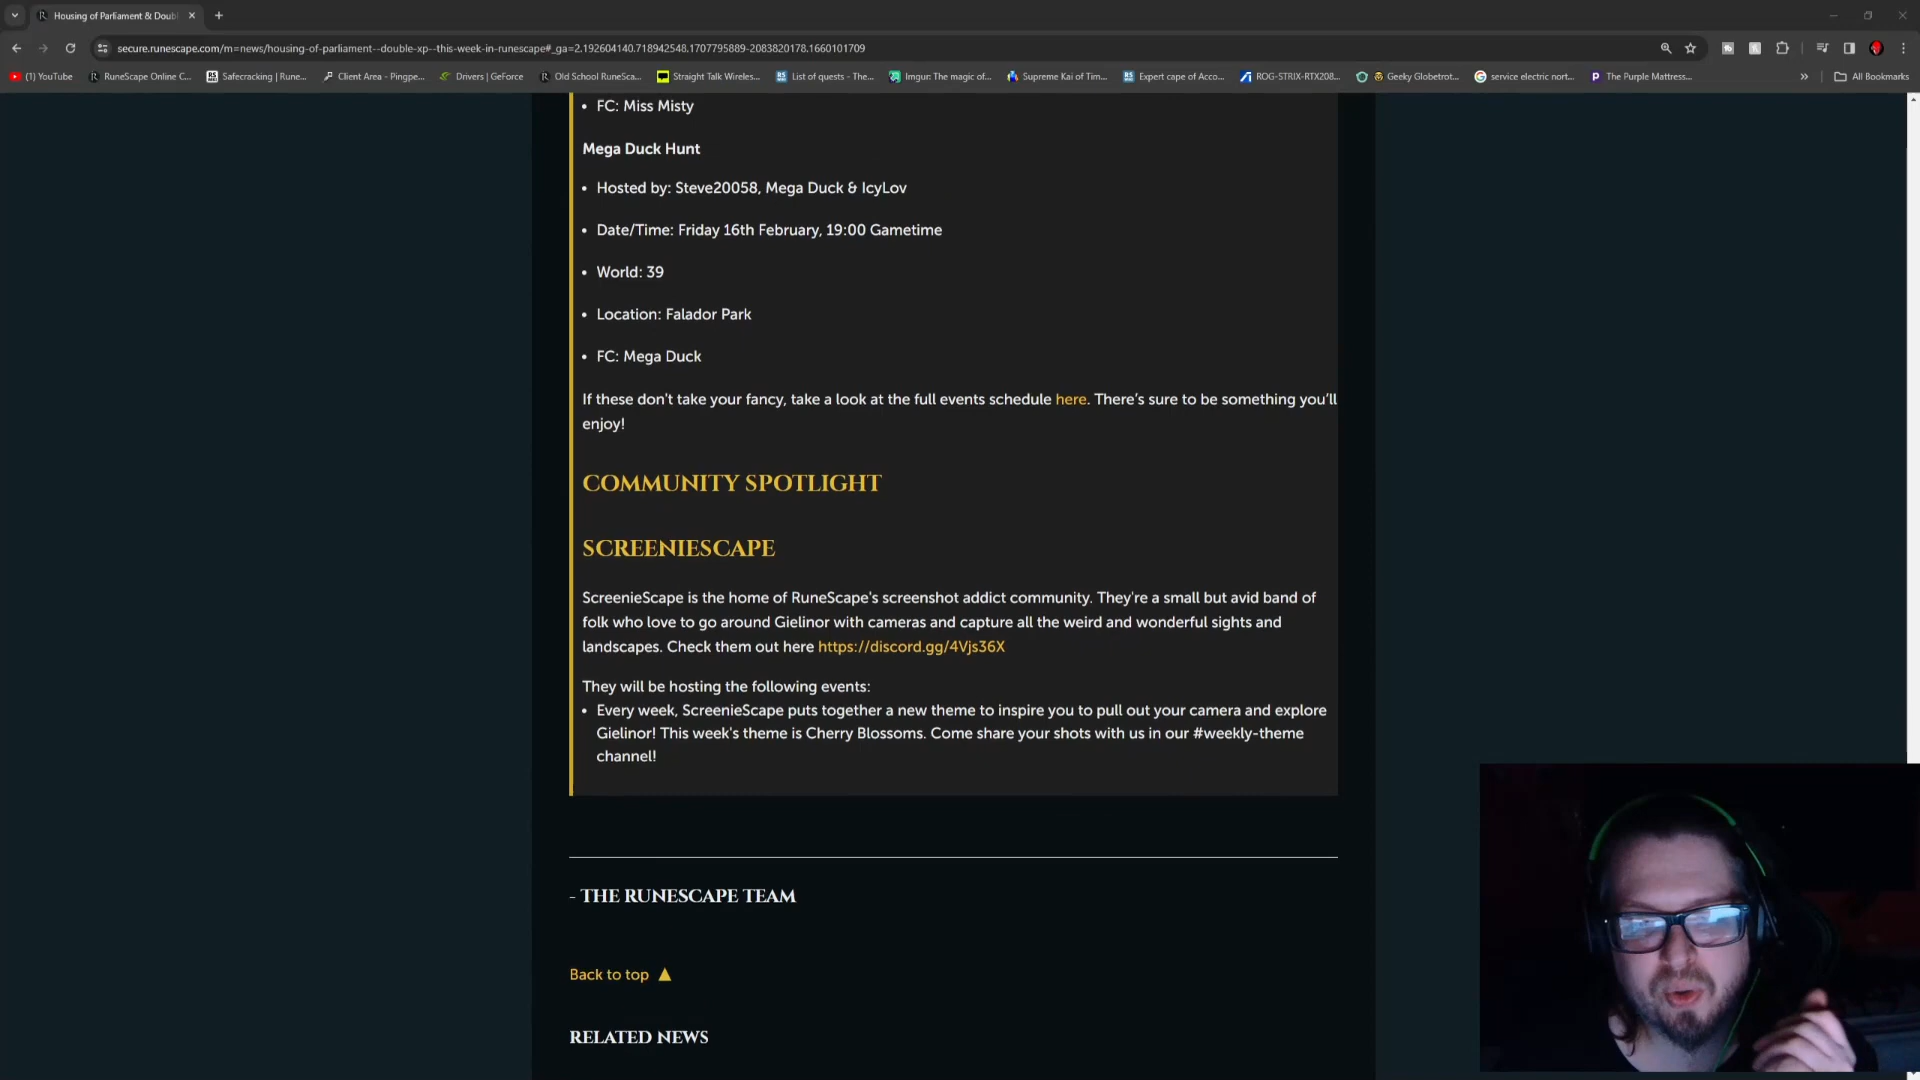 Housing of Parliament & Doubl
secure.runescape.com/m=news/housing-of-parliament--double-xp--this-week-in-runescape#_ga=2.192604140.718942548.1707795889-2083820178.1660101709
(1) YouTube
RuneScape Online C...
Safecracking | Rune...
Client Area - Pingpe...
Drivers | GeForce
Old School RuneSca...
Straight Talk Wireles...
List of quests - The...
Imgur: The magic of...
Supreme Kai of Tim...
Expert cape of Acco...
ROG-STRIX-RTX208...
Geeky Globetrot...
service electric nort...
The Purple Mattress...
All Bookmarks
• FC: Miss Misty
Mega Duck Hunt
• Hosted by: Steve20058, Mega Duck & IcyLov
• Date/Time: Friday 16th February, 19:00 Gametime
• World: 39
• Location: Falador Park
• FC: Mega Duck
If these don't take your fancy, take a look at the full events schedule here. There's sure to be something you'll
enjoy!
COMMUNITY SPOTLIGHT
SCREENIESCAPE
ScreenieScape is the home of RuneScape's screenshot addict community. They're a small but avid band of
folk who love to go around Gielinor with cameras and capture all the weird and wonderful sights and
landscapes. Check them out here https://discord.gg/4Vjs36X
They will be hosting the following events:
• Every week, ScreenieScape puts together a new theme to inspire you to pull out your camera and explore
Gielinor! This week's theme is Cherry Blossoms. Come share your shots with us in our #weekly-theme
channel!
- THE RUNESCAPE TEAM
Back to top ▲
RELATED NEWS